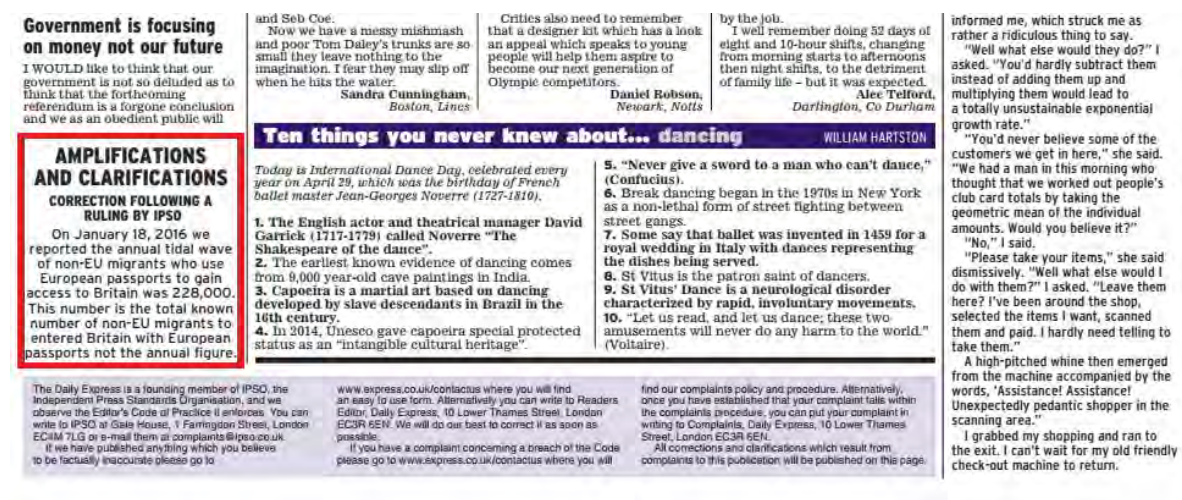 Government is focusing
on money not our future
I WOULD like to think that our
government is not so deluded as to
think that the forthcoming
referendum is a forgone conclusion
and we as an obedient public will
AMPLIFICATIONS
AND CLARIFICATIONS
CORRECTION FOLLOWING A
RULING BY IPSO
On January 18, 2016 we
reported the annual tidal wave
of non-EU migrants who use
European passports to gain
access to Britain was 228,000.
This number is the total known
number of non-EU migrants to
entered Britain with European
passports not the annual figure.
and Seb Coe.
Now we have a messy mishmash
and poor Tom Daley's trunks are so
small they leave nothing to the
imagination. I fear they may slip off
when he hits the water.
Sandra Cunningham,
Boston, Lincs
Critics also need to remember
that a designer kit which has a look
an appeal which speaks to young
people will help them aspire to
become our next generation of
Olympic competitors.
Daniel Robson,
Newark, Notts
by the job.
I well remember doing 52 days of
eight and 10-hour shifts, changing
from morning starts to afternoons
then night shifts, to the detriment
of family life – but it was expected.
Alec Telford,
Darlington, Co Durham
Ten things you never knew about... dancing
WILLIAM HARTSTON
Today is International Dance Day, celebrated every
year on April 29, which was the birthday of French
ballet master Jean-Georges Noverre (1727-1810).
1. The English actor and theatrical manager David
Garrick (1717-1779) called Noverre "The
Shakespeare of the dance".
2. The earliest known evidence of dancing comes
from 9,000 year-old cave paintings in India.
3. Capoeira is a martial art based on dancing
developed by slave descendants in Brazil in the
16th century.
4. In 2014, Unesco gave capoeira special protected
status as an "intangible cultural heritage".
5. "Never give a sword to a man who can't dance,"
(Confucius).
6. Break dancing began in the 1970s in New York
as a non-lethal form of street fighting between
street gangs.
7. Some say that ballet was invented in 1459 for a
royal wedding in Italy with dances representing
the dishes being served.
8. St Vitus is the patron saint of dancers.
9. St Vitus' Dance is a neurological disorder
characterized by rapid, involuntary movements.
10. "Let us read, and let us dance; these two
amusements will never do any harm to the world."
(Voltaire).
informed me, which struck me as
rather a ridiculous thing to say.
"Well what else would they do?" I
asked. "You'd hardly subtract them
instead of adding them up and
multiplying them would lead to
a totally unsustainable exponential
growth rate."
"You'd never believe some of the
customers we get in here," she said.
"We had a man in this morning who
thought that we worked out people's
club card totals by taking the
geometric mean of the individual
amounts. Would you believe it?"
"No," I said.
"Please take your items," she said
dismissively. "Well what else would I
do with them?" I asked. "Leave them
here? I've been around the shop,
selected the items I want, scanned
them and paid. I hardly need telling to
take them."
A high-pitched whine then emerged
from the machine accompanied by the
words, 'Assistance! Assistance!
Unexpectedly pedantic shopper in the
scanning area."
I grabbed my shopping and ran to
the exit. I can't wait for my old friendly
check-out machine to return.
The Daily Express is a founding member of IPSO, the
Independent Press Standards Organisation, and we
observe the Editor's Code of Practice it enforces. You can
write to IPSO at Gate House, 1 Farringdon Street, London
EC4M 7LG or e-mail them at complaints@ipso.co.uk
If we have published anything which you believe
to be factually inaccurate please go to
www.express.co.uk/contactus where you will find
an easy to use form. Alternatively you can write to Readers
Editor, Daily Express, 10 Lower Thames Street, London
EC3R 6EN. We will do our best to correct it as soon as
possible.
If you have a complaint concerning a breach of the Code
please go to www.express.co.uk/contactus where you will
find our complaints policy and procedure. Alternatively,
once you have established that your complaint falls within
the complaints procedure, you can put your complaint in
writing to Complaints, Daily Express, 10 Lower Thames
Street, London EC3R 6EN.
All corrections and clarifications which result from
complaints to this publication will be published on this page.